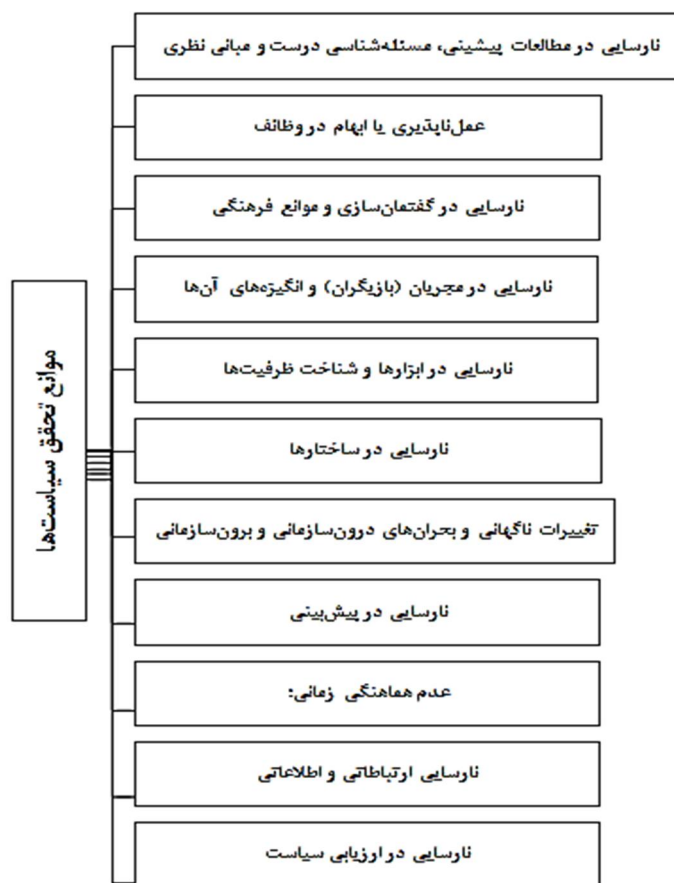 موانع تحقق سیاست‌ها
نارسایی در مطالعات پیشینی، مسئله‌شناسی درست و مبانی نظری
عمل‌ناپذیری یا ابهام در وظائف
نارسایی در گفتمان‌سازی و موانع فرهنگی
نارسایی در مجریان (بازیگران) و انگیزه‌های آن‌ها
نارسایی در ابزارها و شناخت ظرفیت‌ها
نارسایی در ساختارها
تغییرات ناگهانی و بحران‌های درون‌سازمانی و برون‌سازمانی
نارسایی در پیش‌بینی
عدم هماهنگی زمانی:
نارسایی ارتباطاتی و اطلاعاتی
نارسایی در ارزیابی سیاست